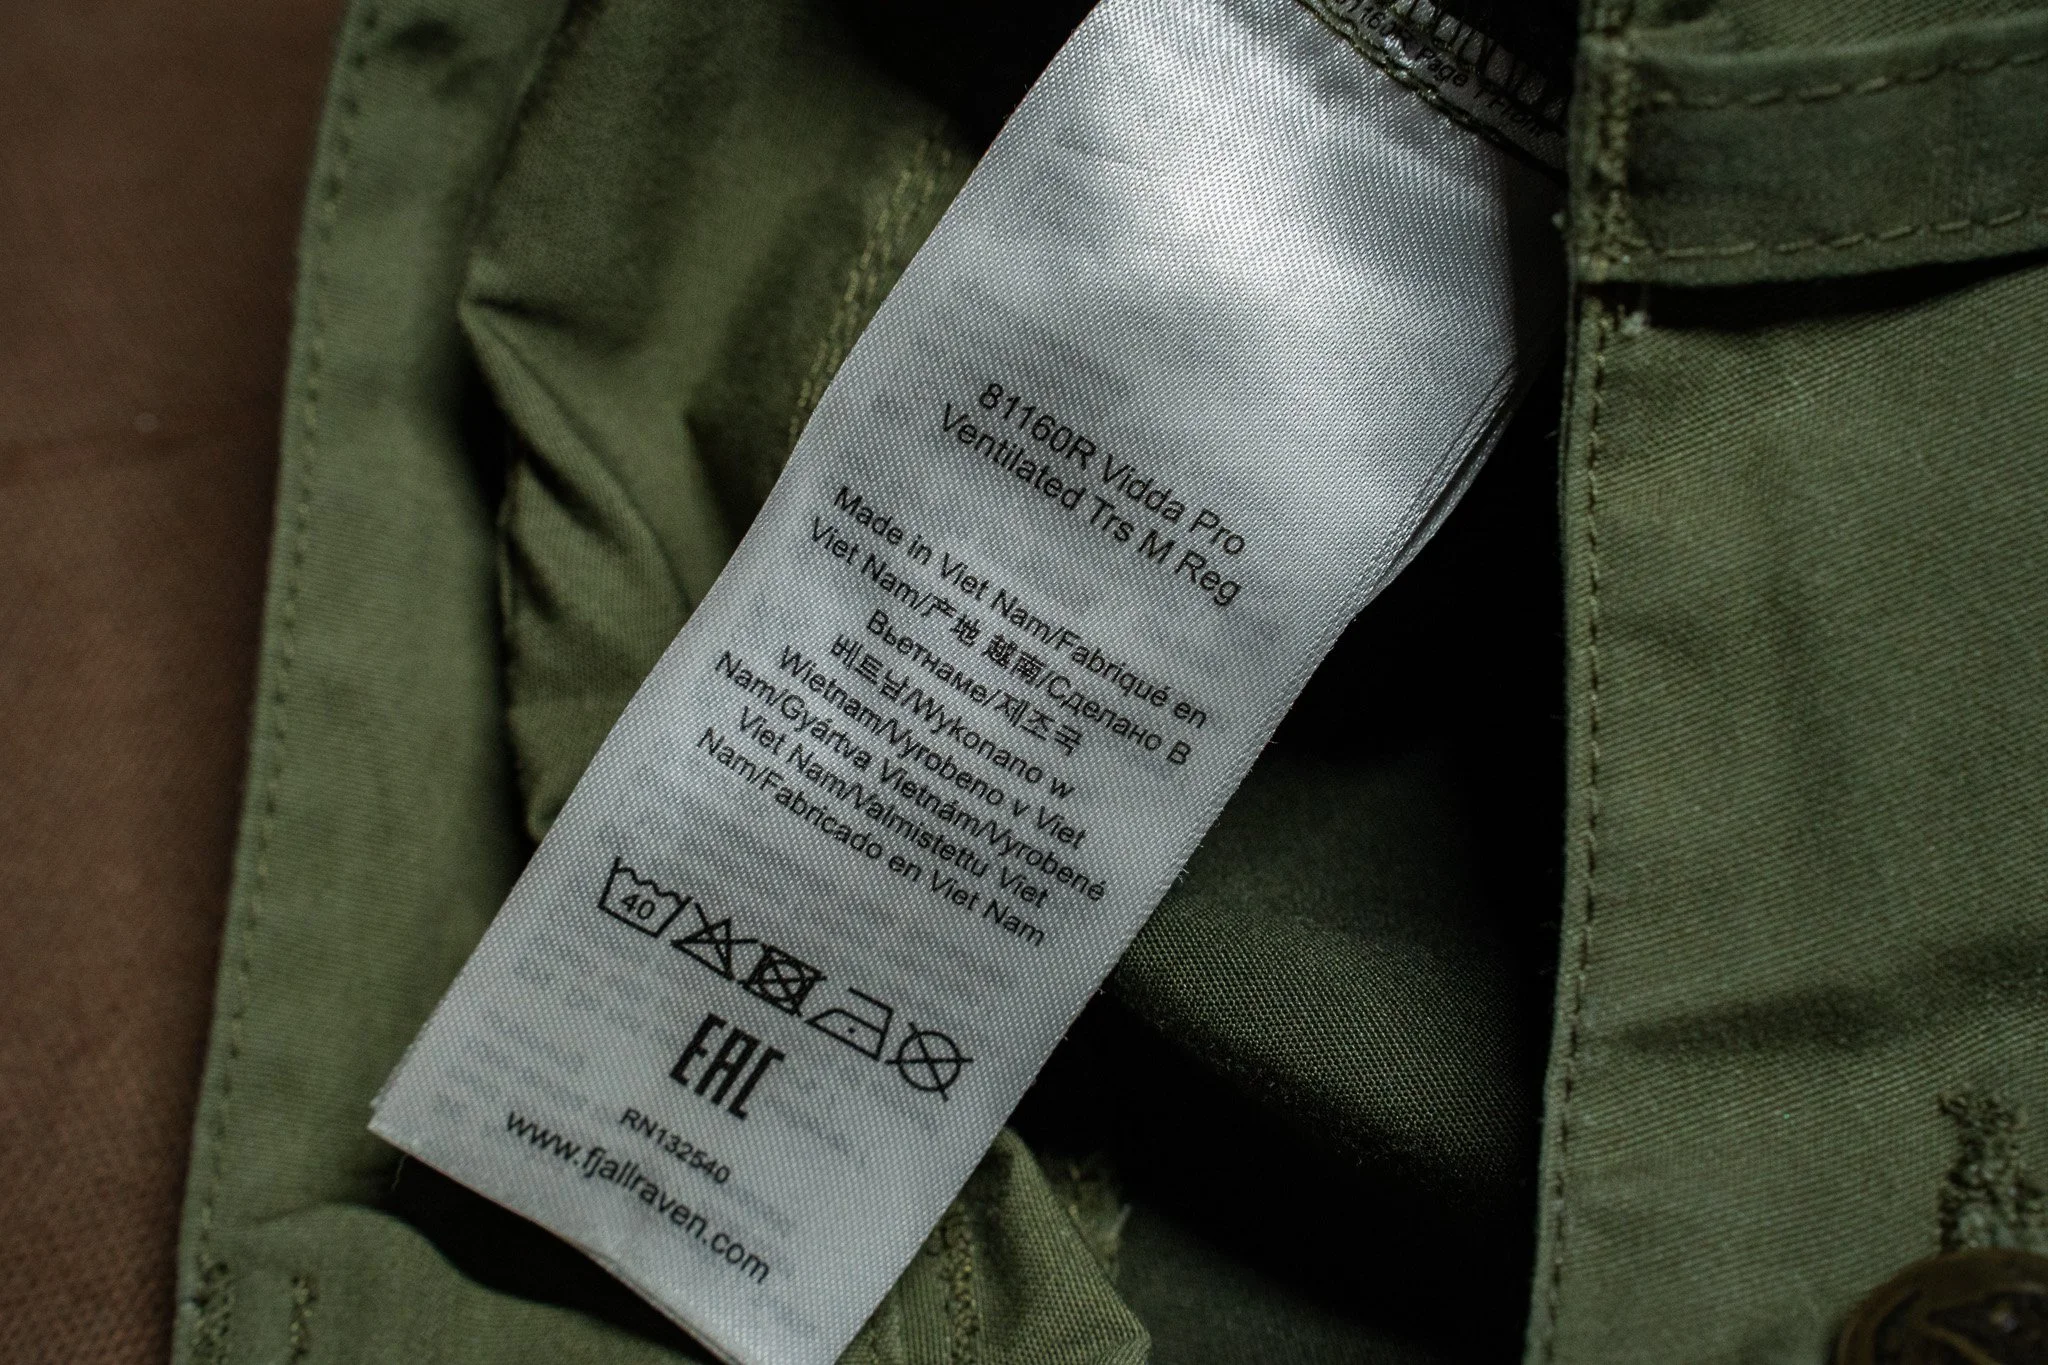 81160R Vidda Pro
Ventilated Trs M Reg
Made in Viet Nam/Fabriqué en
Viet Nam/产地 越南/Сделано В
Вьетнаме/제조국
베트남/Wykonano w
Wietnam/Vyrobeno v Viet
Nam/Gyártva Vietnám/Vyrobené
Viet Nam/Valmistettu Viet
Nam/Fabricado en Viet Nam
40
EAC
RN132540
www.fjallraven.com